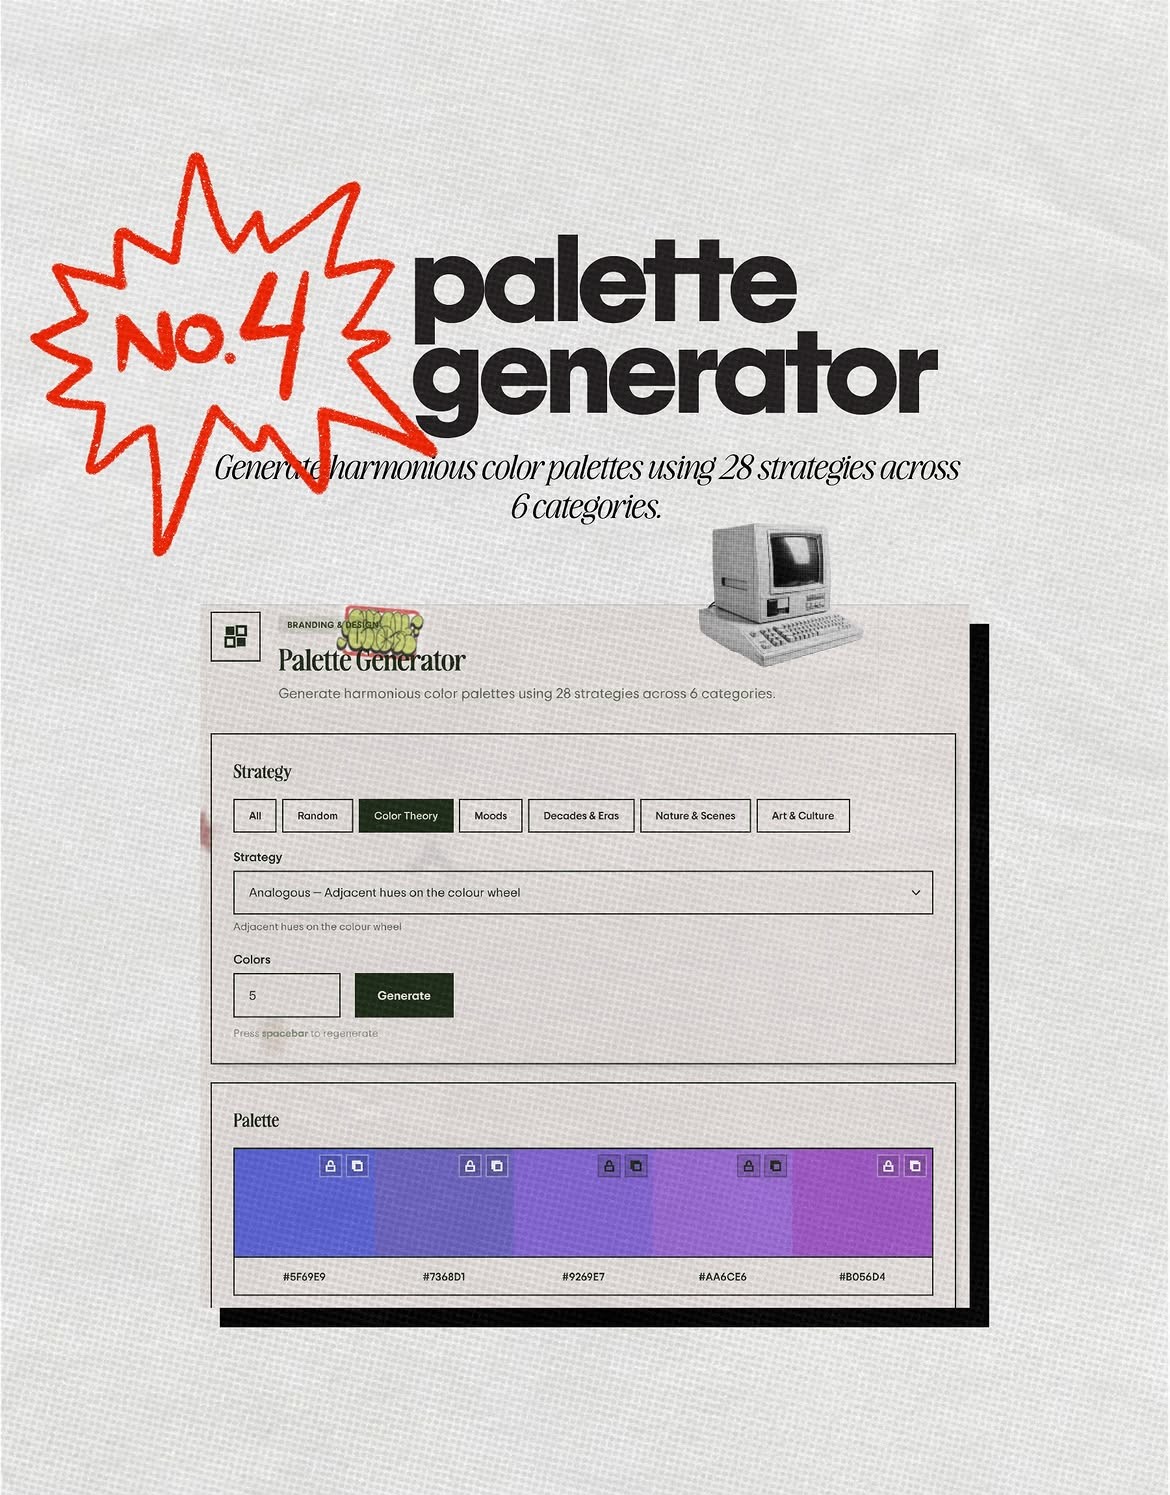 No. 4
palette
generator
Generate harmonious color palettes using 28 strategies across
6 categories.
BRANDING & DESIGN
Palette Generator
Generate harmonious color palettes using 28 strategies across 6 categories.
Strategy
All Random Color Theory Moods Decades & Eras Nature & Scenes Art & Culture
Strategy
Analogous — Adjacent hues on the colour wheel
Adjacent hues on the colour wheel
Colors
5 Generate
Press spacebar to regenerate
Palette
#5F69E9 #7368D1 #9269E7 #AA6CE6 #B056D4